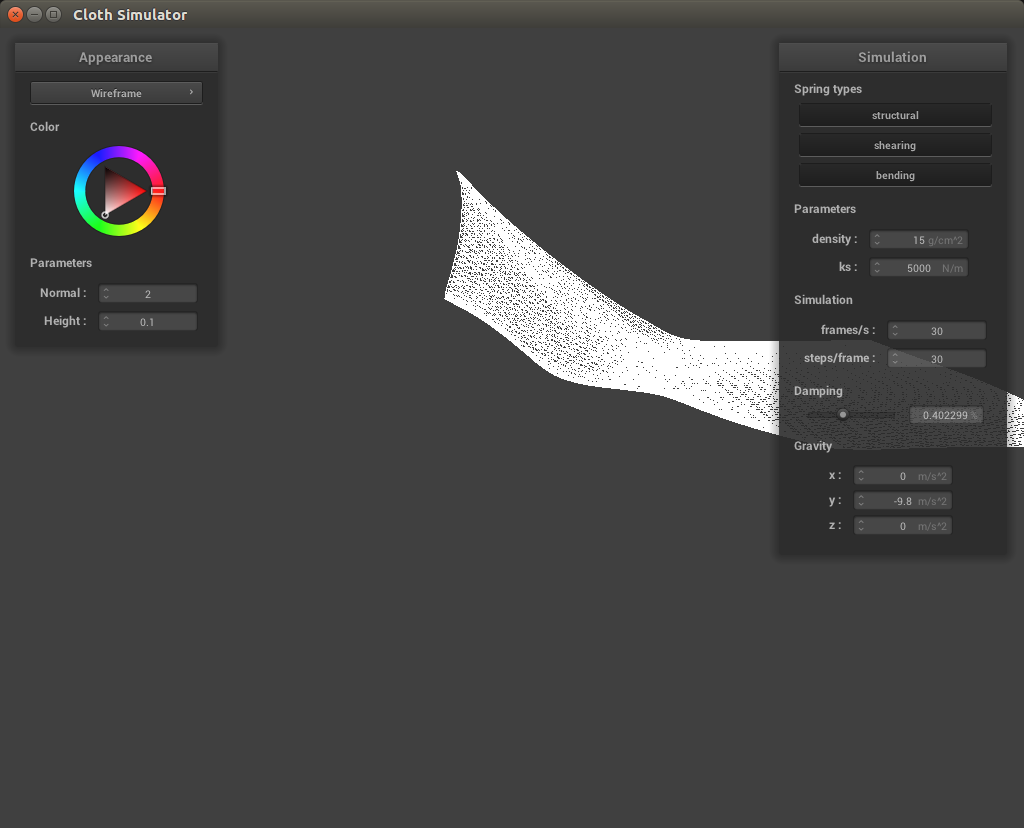 Cloth Simulator
Appearance
Wireframe
Color
Parameters
Normal : 2
Height : 0.1
Simulation
Spring types
structural
shearing
bending
Parameters
density : 15 g/cm^2
ks : 5000 N/m
Simulation
frames/s : 30
steps/frame : 30
Damping
0.402299 %
Gravity
x : 0 m/s^2
y : -9.8 m/s^2
z : 0 m/s^2